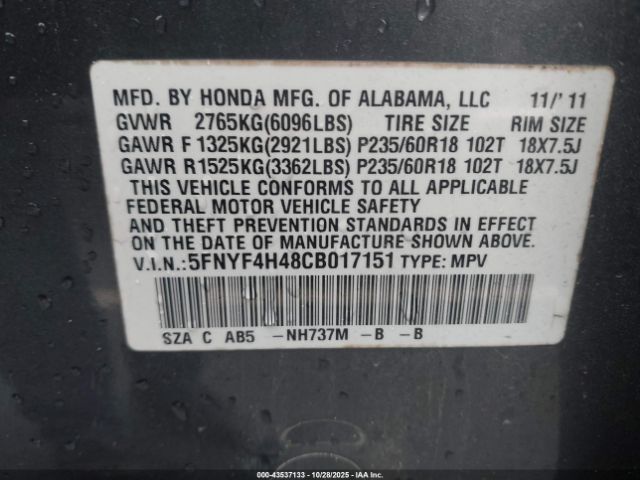 MFD. BY HONDA MFG. OF ALABAMA, LLC 11/' 11
GVWR 2765KG(6096LBS) TIRE SIZE RIM SIZE
GAWR F 1325KG(2921LBS) P235/60R18 102T 18X7.5J
GAWR R 1525KG(3362LBS) P235/60R18 102T 18X7.5J
THIS VEHICLE CONFORMS TO ALL APPLICABLE
FEDERAL MOTOR VEHICLE SAFETY
AND THEFT PREVENTION STANDARDS IN EFFECT
ON THE DATE OF MANUFACTURE SHOWN ABOVE.
V.I.N.:5FNYF4H48CB017151 TYPE: MPV
SZA C AB5 -NH737M -B -B
000-43537133 - 10/28/2025 - IAAI.COM